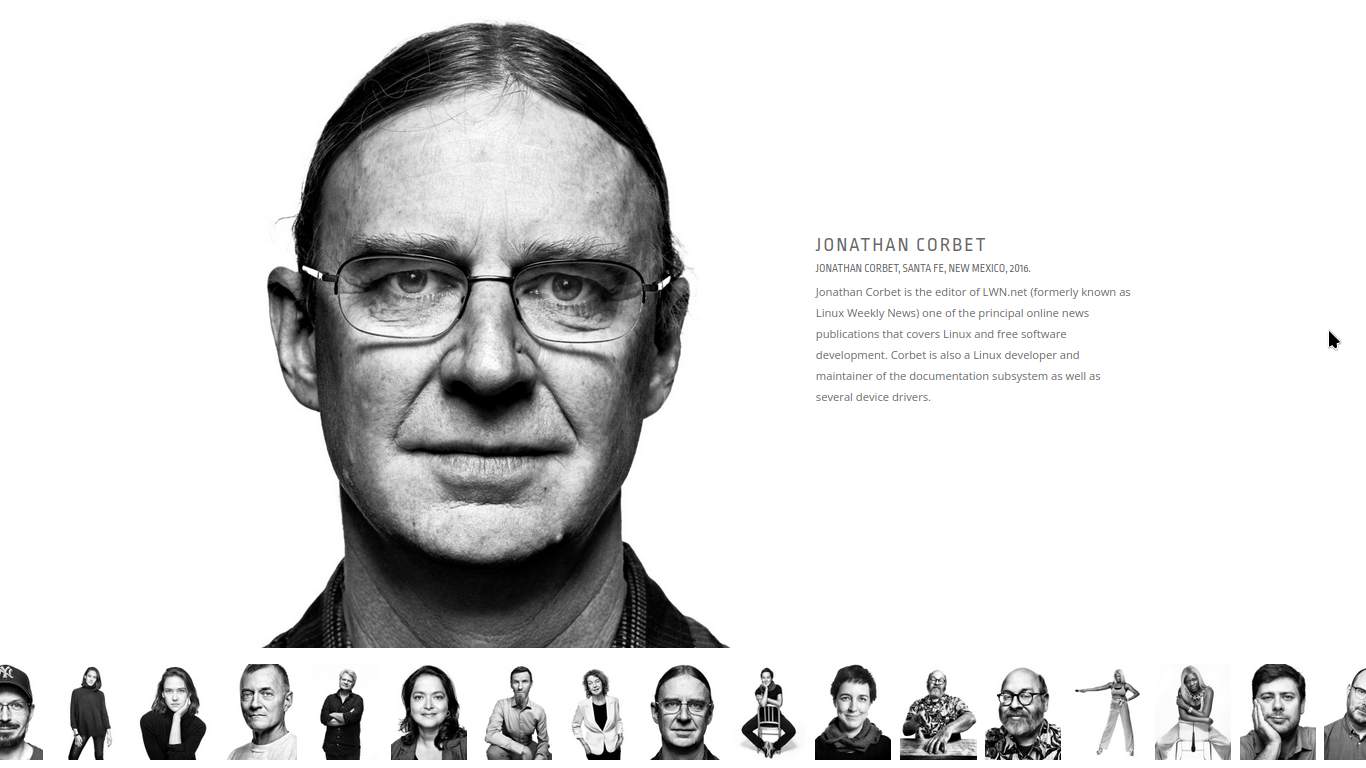 JONATHAN CORBET
JONATHAN CORBET, SANTA FE, NEW MEXICO, 2016.
Jonathan Corbet is the editor of LWN.net (formerly known as
Linux Weekly News) one of the principal online news
publications that covers Linux and free software
development. Corbet is also a Linux developer and
maintainer of the documentation subsystem as well as
several device drivers.